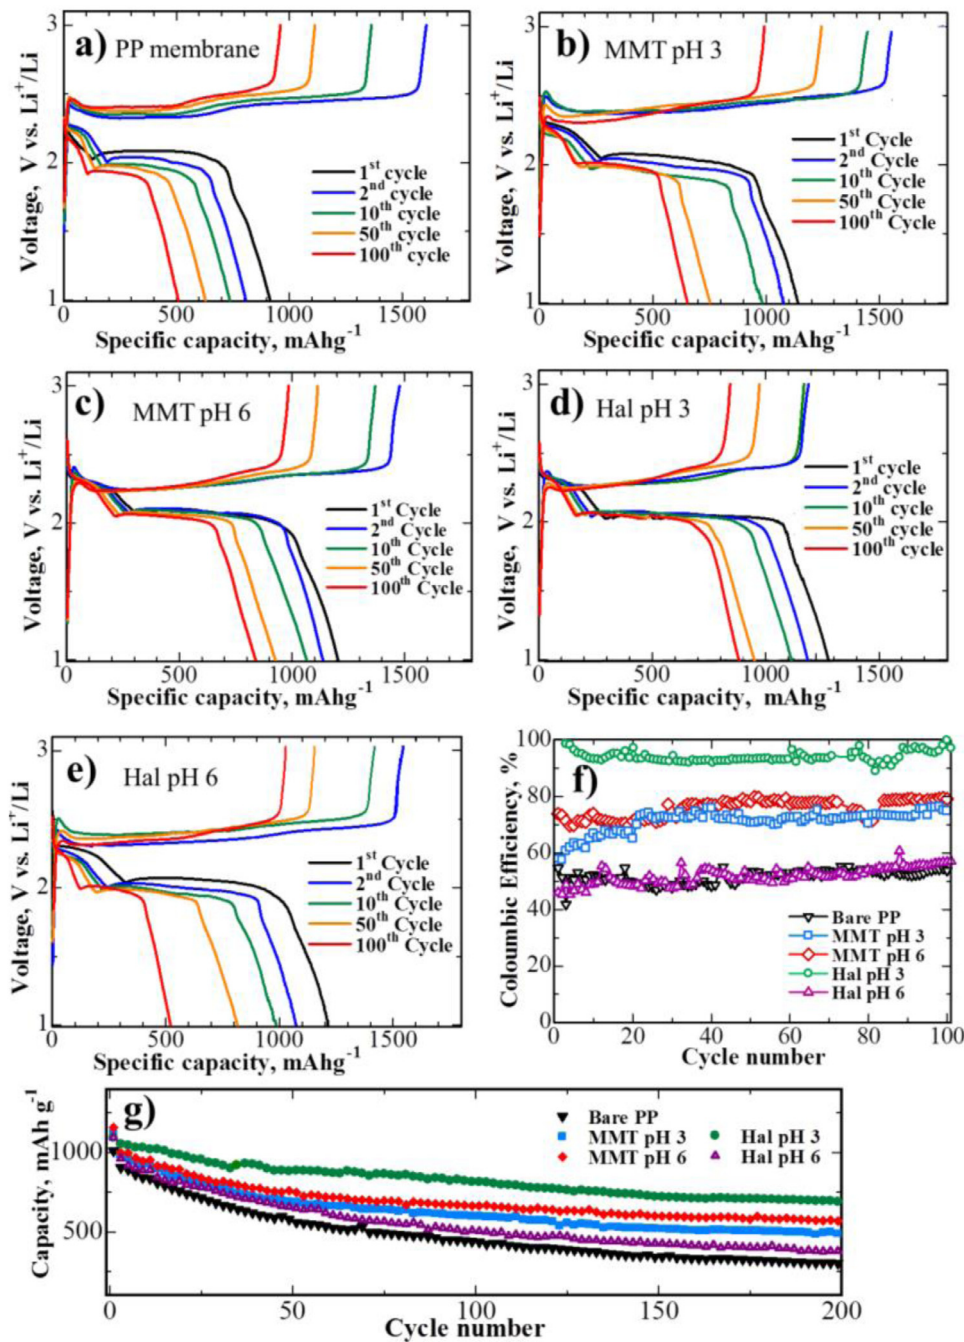 a) PP membrane
3
2
1
Voltage, V vs. Li⁺/Li
1ˢᵗ cycle
2ⁿᵈ cycle
10ᵗʰ cycle
50ᵗʰ cycle
100ᵗʰ cycle
0 500 1000 1500
Specific capacity, mAhg⁻¹
b) MMT pH 3
3
2
1
Voltage, V vs. Li⁺/Li
1ˢᵗ Cycle
2ⁿᵈ Cycle
10ᵗʰ Cycle
50ᵗʰ Cycle
100ᵗʰ Cycle
0 500 1000 1500
Specific capacity, mAhg⁻¹
c) MMT pH 6
3
2
1
Voltage, V vs. Li⁺/Li
1ˢᵗ Cycle
2ⁿᵈ Cycle
10ᵗʰ Cycle
50ᵗʰ Cycle
100ᵗʰ Cycle
0 500 1000 1500
Specific capacity, mAhg⁻¹
d) Hal pH 3
3
2
1
Voltage, V vs. Li⁺/Li
1ˢᵗ cycle
2ⁿᵈ cycle
10ᵗʰ cycle
50ᵗʰ cycle
100ᵗʰ cycle
0 500 1000 1500
Specific capacity, mAhg⁻¹
e) Hal pH 6
3
2
1
Voltage, V vs. Li⁺/Li
1ˢᵗ Cycle
2ⁿᵈ Cycle
10ᵗʰ Cycle
50ᵗʰ Cycle
100ᵗʰ Cycle
0 500 1000 1500
Specific capacity, mAhg⁻¹
f)
100
80
60
40
20
0
Coloumbic Efficiency, %
Bare PP
MMT pH 3
MMT pH 6
Hal pH 3
Hal pH 6
0 20 40 60 80 100
Cycle number
g)
1000
500
Capacity, mAh g⁻¹
Bare PP
MMT pH 3 Hal pH 3
MMT pH 6 Hal pH 6
0 50 100 150 200
Cycle number